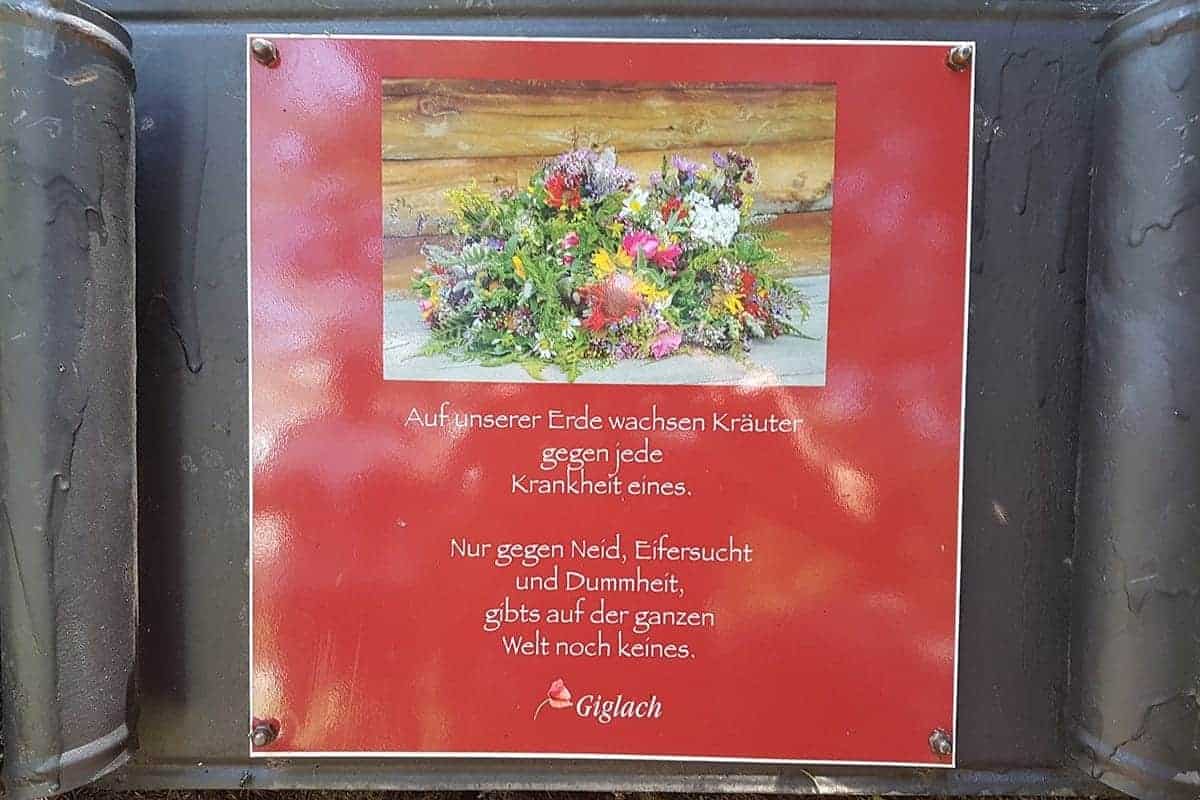 Auf unserer Erde wachsen Kräuter
gegen jede
Krankheit eines.
Nur gegen Neid, Eifersucht
und Dummheit,
gibts auf der ganzen
Welt noch keines.
Giglach